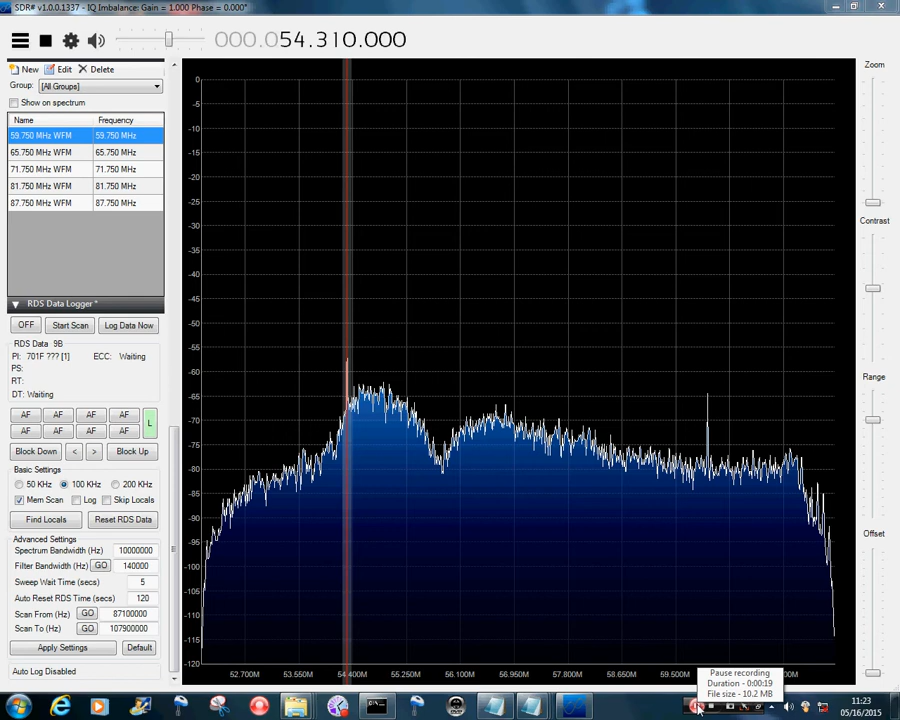 SDR# v1.0.0.1337 - IQ Imbalance: Gain = 1.000 Phase = 0.000°
000.054.310.000
New Edit Delete
Group: [All Groups]
Show on spectrum
Name Frequency
59.750 MHz WFM 59.750 MHz
65.750 MHz WFM 65.750 MHz
71.750 MHz WFM 71.750 MHz
81.750 MHz WFM 81.750 MHz
87.750 MHz WFM 87.750 MHz
RDS Data Logger *
OFF Start Scan Log Data Now
RDS Data 9B
PI: 701F ??? [1] ECC: Waiting
PS:
RT:
DT: Waiting
AF AF AF AF
L
AF AF AF AF
Block Down < > Block Up
Basic Settings
50 KHz 100 KHz 200 KHz
Mem Scan Log Skip Locals
Find Locals Reset RDS Data
Advanced Settings
Spectrum Bandwidth (Hz) 10000000
Filter Bandwidth (Hz) GO 140000
Sweep Wait Time (secs) 5
Auto Reset RDS Time (secs) 120
Scan From (Hz) GO 87100000
Scan To (Hz) GO 107900000
Apply Settings Default
Auto Log Disabled
0
-5
-10
-15
-20
-25
-30
-35
-40
-45
-50
-55
-60
-65
-70
-75
-80
-85
-90
-95
-100
-105
-110
-115
-120
52.700M 53.550M 54.400M 55.250M 56.100M 56.950M 57.800M 58.650M 59.500M
Zoom
Contrast
Range
Offset
Pause recording
Duration - 0:00:19
File size - 10.2 MB
11:23
05/16/2015